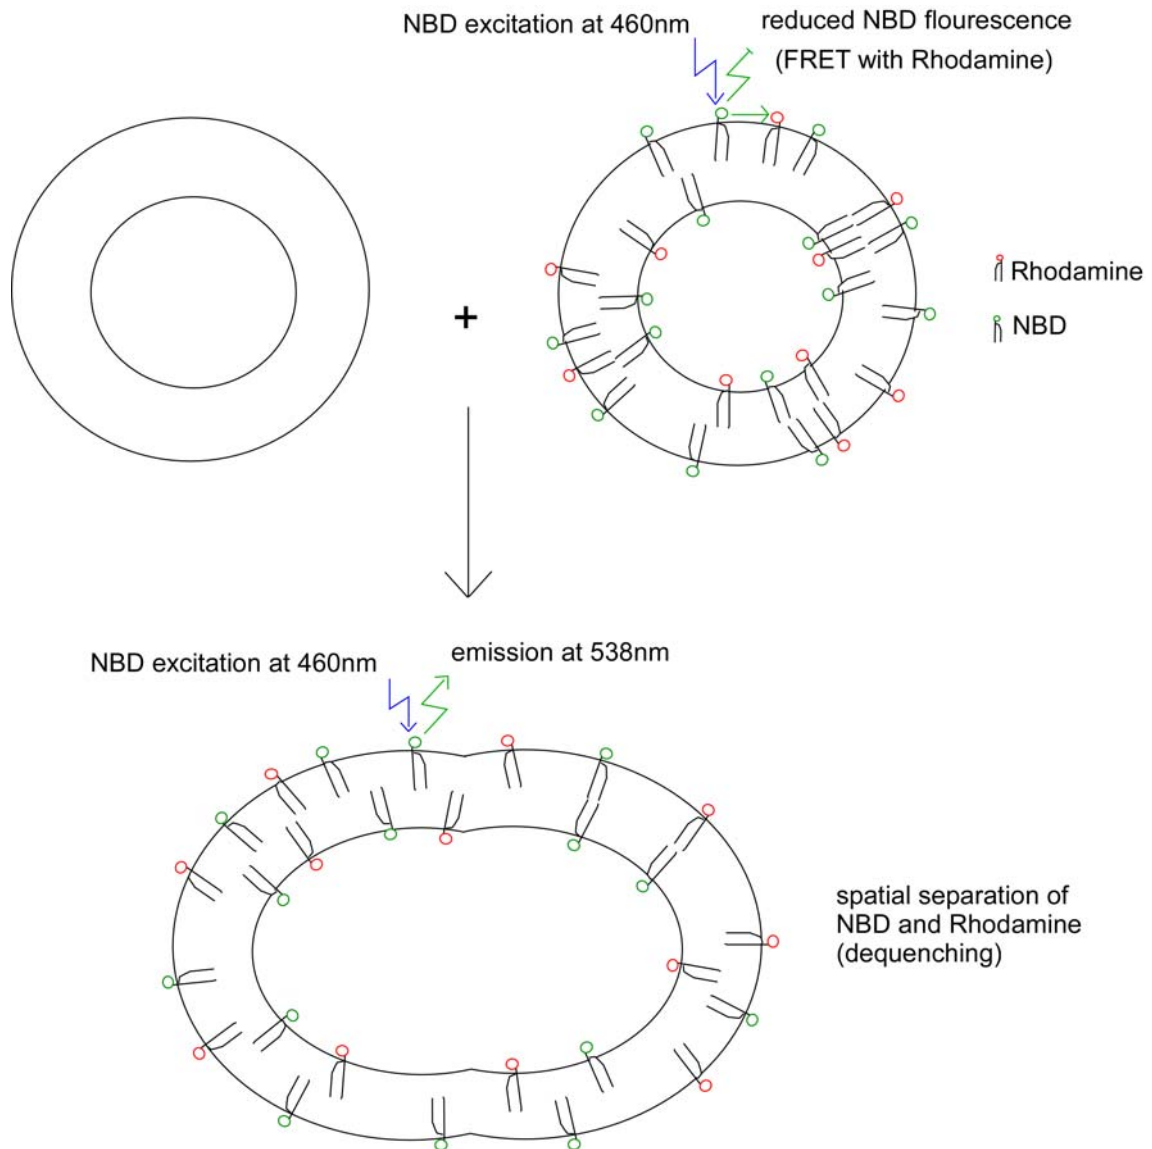 NBD excitation at 460nm
reduced NBD flourescence
(FRET with Rhodamine)
+
Rhodamine
NBD
NBD excitation at 460nm
emission at 538nm
spatial separation of
NBD and Rhodamine
(dequenching)